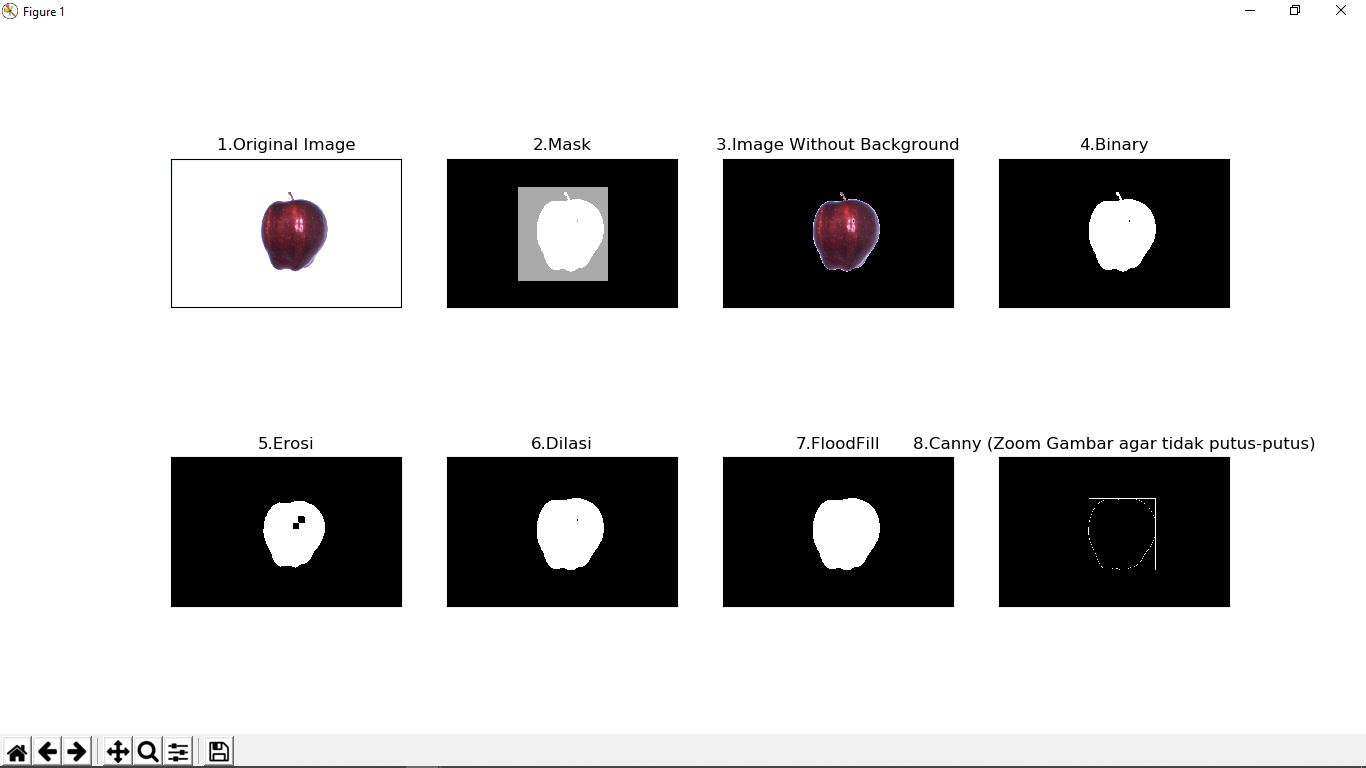 Figure 1
1.Original Image
2.Mask
3.Image Without Background
4.Binary
5.Erosi
6.Dilasi
7.FloodFill
8.Canny (Zoom Gambar agar tidak putus-putus)